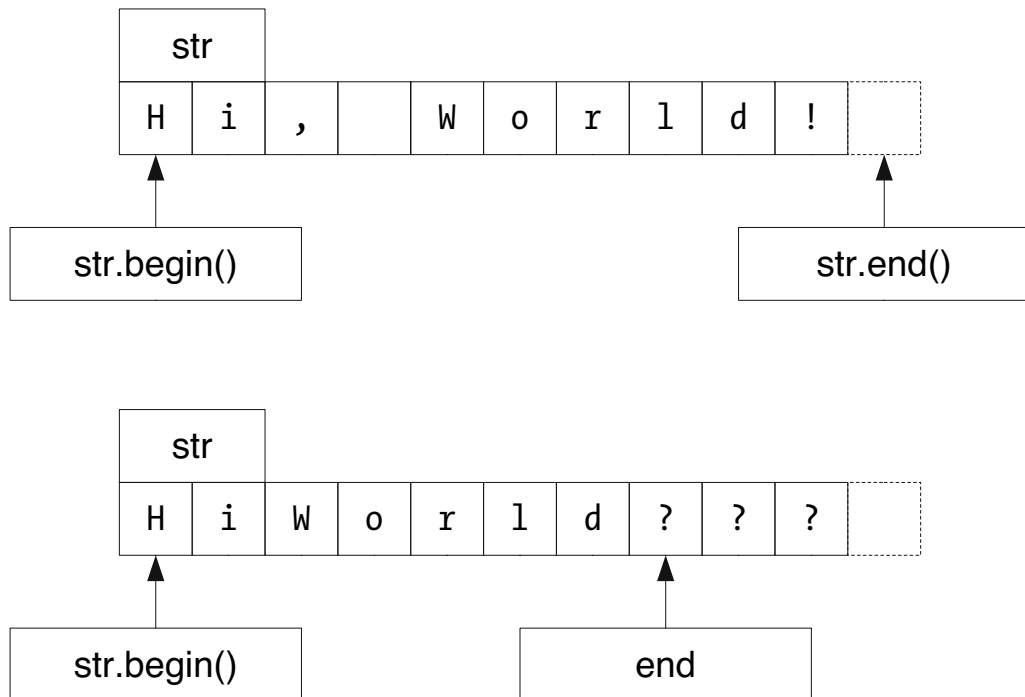 str
H i , W o r l d !
str.begin() str.end()
str
H i W o r l d ? ? ?
str.begin() end